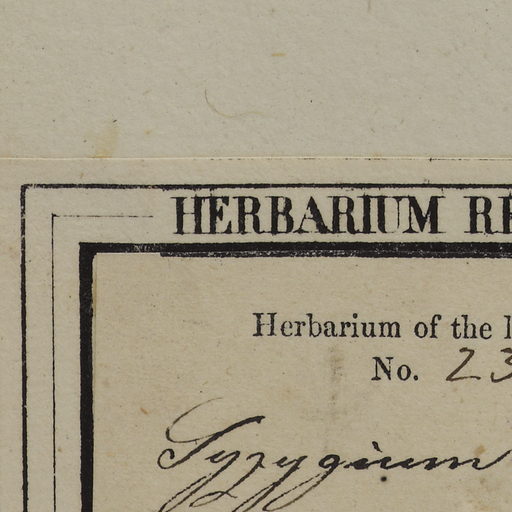 HERBARIUM RE
Herbarium of the
No. 23
Syzygium